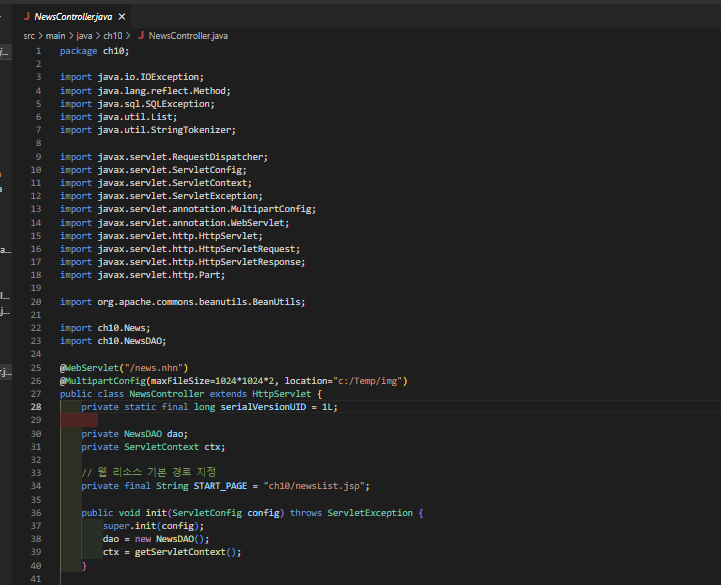 J NewsController.java ×
src > main > java > ch10 > J NewsController.java
1 package ch10;
2
3 import java.io.IOException;
4 import java.lang.reflect.Method;
5 import java.sql.SQLException;
6 import java.util.List;
7 import java.util.StringTokenizer;
8
9 import javax.servlet.RequestDispatcher;
10 import javax.servlet.ServletConfig;
11 import javax.servlet.ServletContext;
12 import javax.servlet.ServletException;
13 import javax.servlet.annotation.MultipartConfig;
14 import javax.servlet.annotation.WebServlet;
15 import javax.servlet.http.HttpServlet;
16 import javax.servlet.http.HttpServletRequest;
17 import javax.servlet.http.HttpServletResponse;
18 import javax.servlet.http.Part;
19
20 import org.apache.commons.beanutils.BeanUtils;
21
22 import ch10.News;
23 import ch10.NewsDAO;
24
25 @WebServlet("/news.nhn")
26 @MultipartConfig(maxFileSize=1024*1024*2, location="c:/Temp/img")
27 public class NewsController extends HttpServlet {
28 private static final long serialVersionUID = 1L;
29
30 private NewsDAO dao;
31 private ServletContext ctx;
32
33 // 웹 리소스 기본 경로 지정
34 private final String START_PAGE = "ch10/newsList.jsp";
35
36 public void init(ServletConfig config) throws ServletException {
37 super.init(config);
38 dao = new NewsDAO();
39 ctx = getServletContext();
40 }
41